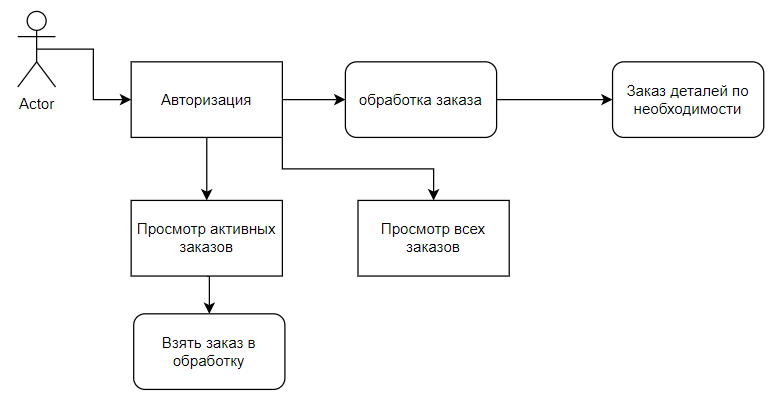 Actor
Авторизация
обработка заказа
Заказ деталей по
необходимости
Просмотр активных
заказов
Просмотр всех
заказов
Взять заказ в
обработку